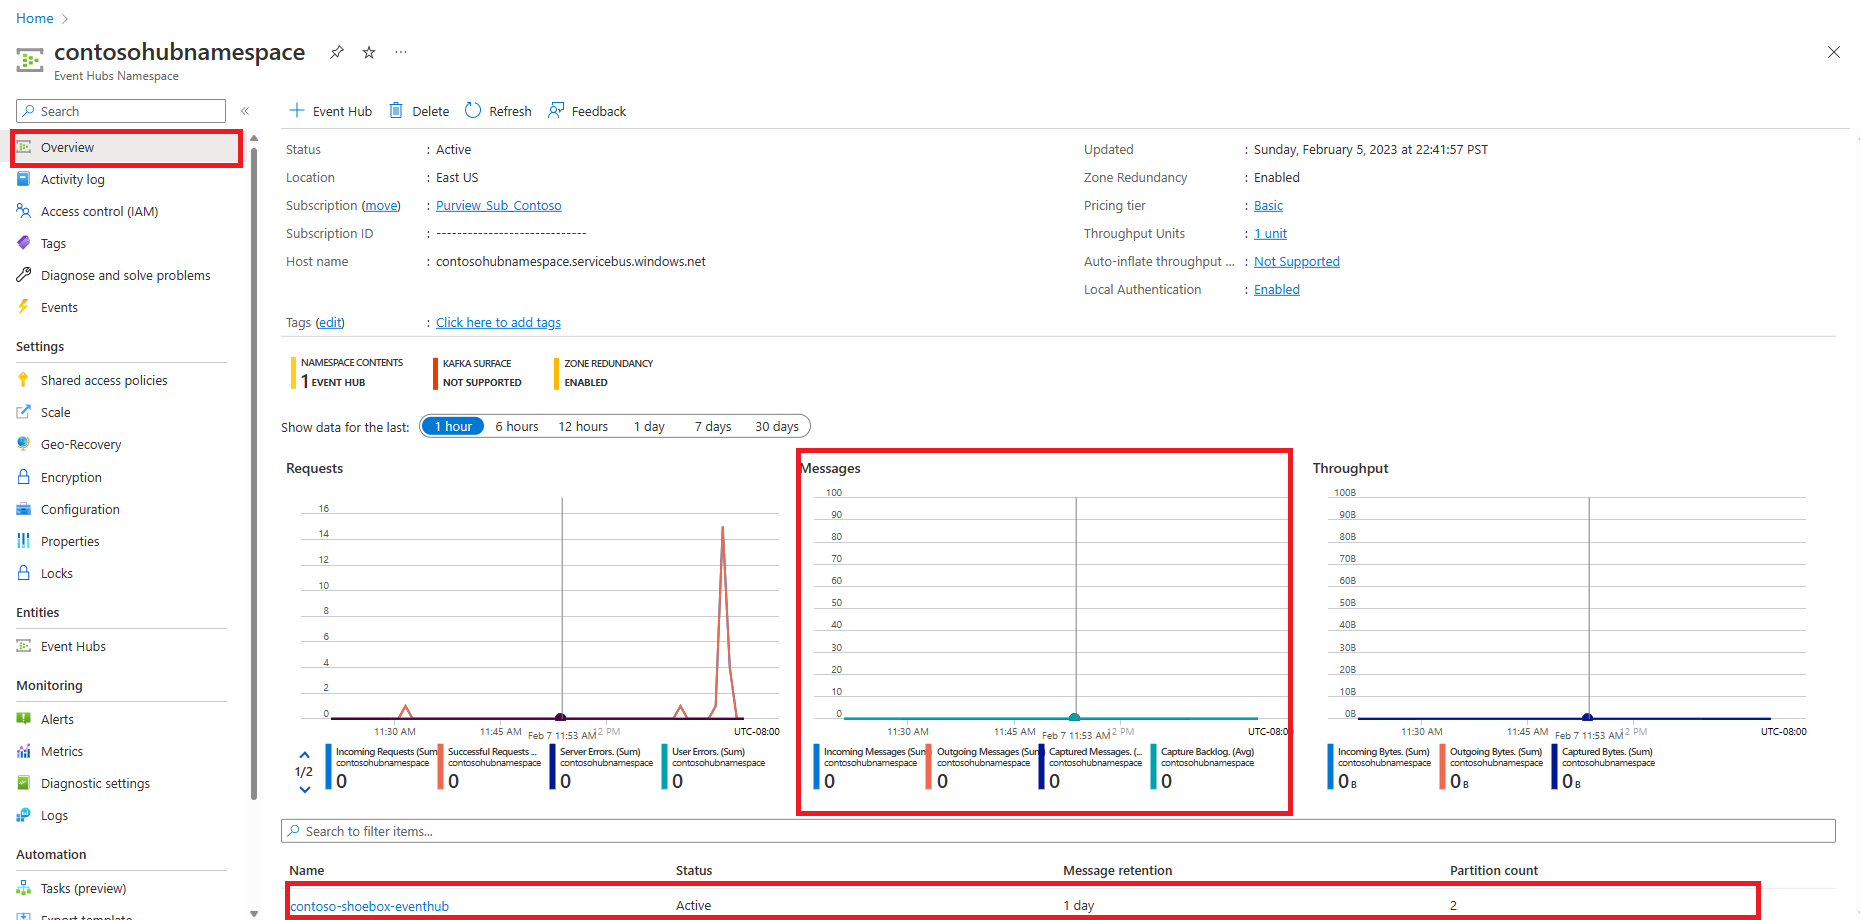 Home
contosohubnamespace
Event Hubs Namespace
Search
Overview
Activity log
Access control (IAM)
Tags
Diagnose and solve problems
Events
Settings
Shared access policies
Scale
Geo-Recovery
Encryption
Configuration
Properties
Locks
Entities
Event Hubs
Monitoring
Alerts
Metrics
Diagnostic settings
Logs
Automation
Tasks (preview)
Export template
Event Hub Delete Refresh Feedback
Status : Active
Location : East US
Subscription (move) : Purview_Sub_Contoso
Subscription ID : -----------------------------
Host name : contosohubnamespace.servicebus.windows.net
Tags (edit) : Click here to add tags
Updated : Sunday, February 5, 2023 at 22:41:57 PST
Zone Redundancy : Enabled
Pricing tier : Basic
Throughput Units : 1 unit
Auto-inflate throughput ... : Not Supported
Local Authentication : Enabled
NAMESPACE CONTENTS
1 EVENT HUB
KAFKA SURFACE
NOT SUPPORTED
ZONE REDUNDANCY
ENABLED
Show data for the last: 1 hour 6 hours 12 hours 1 day 7 days 30 days
Requests
16
14
12
10
8
6
4
2
0
11:30 AM 11:45 AM Feb 7 11:53 AM 12 PM UTC-08:00
1/2
Incoming Requests (Sum)
contosohubnamespace
0
Successful Requests ...
contosohubnamespace
0
Server Errors. (Sum)
contosohubnamespace
0
User Errors. (Sum)
contosohubnamespace
0
Messages
100
90
80
70
60
50
40
30
20
10
0
11:30 AM 11:45 AM Feb 7 11:53 AM 12 PM UTC-08:00
Incoming Messages (Sum)
contosohubnamespace
0
Outgoing Messages (Sum)
contosohubnamespace
0
Captured Messages. (...
contosohubnamespace
0
Capture Backlog. (Avg)
contosohubnamespace
0
Throughput
100B
90B
80B
70B
60B
50B
40B
30B
20B
10B
0B
11:30 AM 11:45 AM Feb 7 11:53 AM 12 PM UTC-08:00
Incoming Bytes. (Sum)
contosohubnamespace
0 B
Outgoing Bytes. (Sum)
contosohubnamespace
0 B
Captured Bytes. (Sum)
contosohubnamespace
0 B
Search to filter items...
Name Status Message retention Partition count
contoso-shoebox-eventhub Active 1 day 2